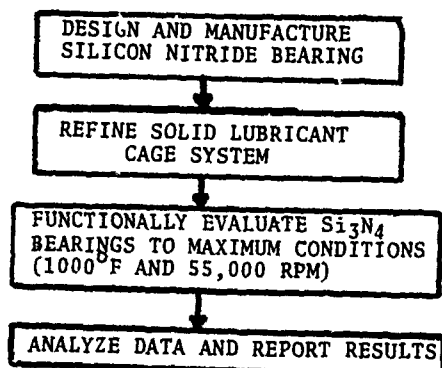 DESIGN AND MANUFACTURE
SILICON NITRIDE BEARING
REFINE SOLID LUBRICANT
CAGE SYSTEM
FUNCTIONALLY EVALUATE Si₃N₄
BEARINGS TO MAXIMUM CONDITIONS
(1000°F AND 55,000 RPM)
ANALYZE DATA AND REPORT RESULTS